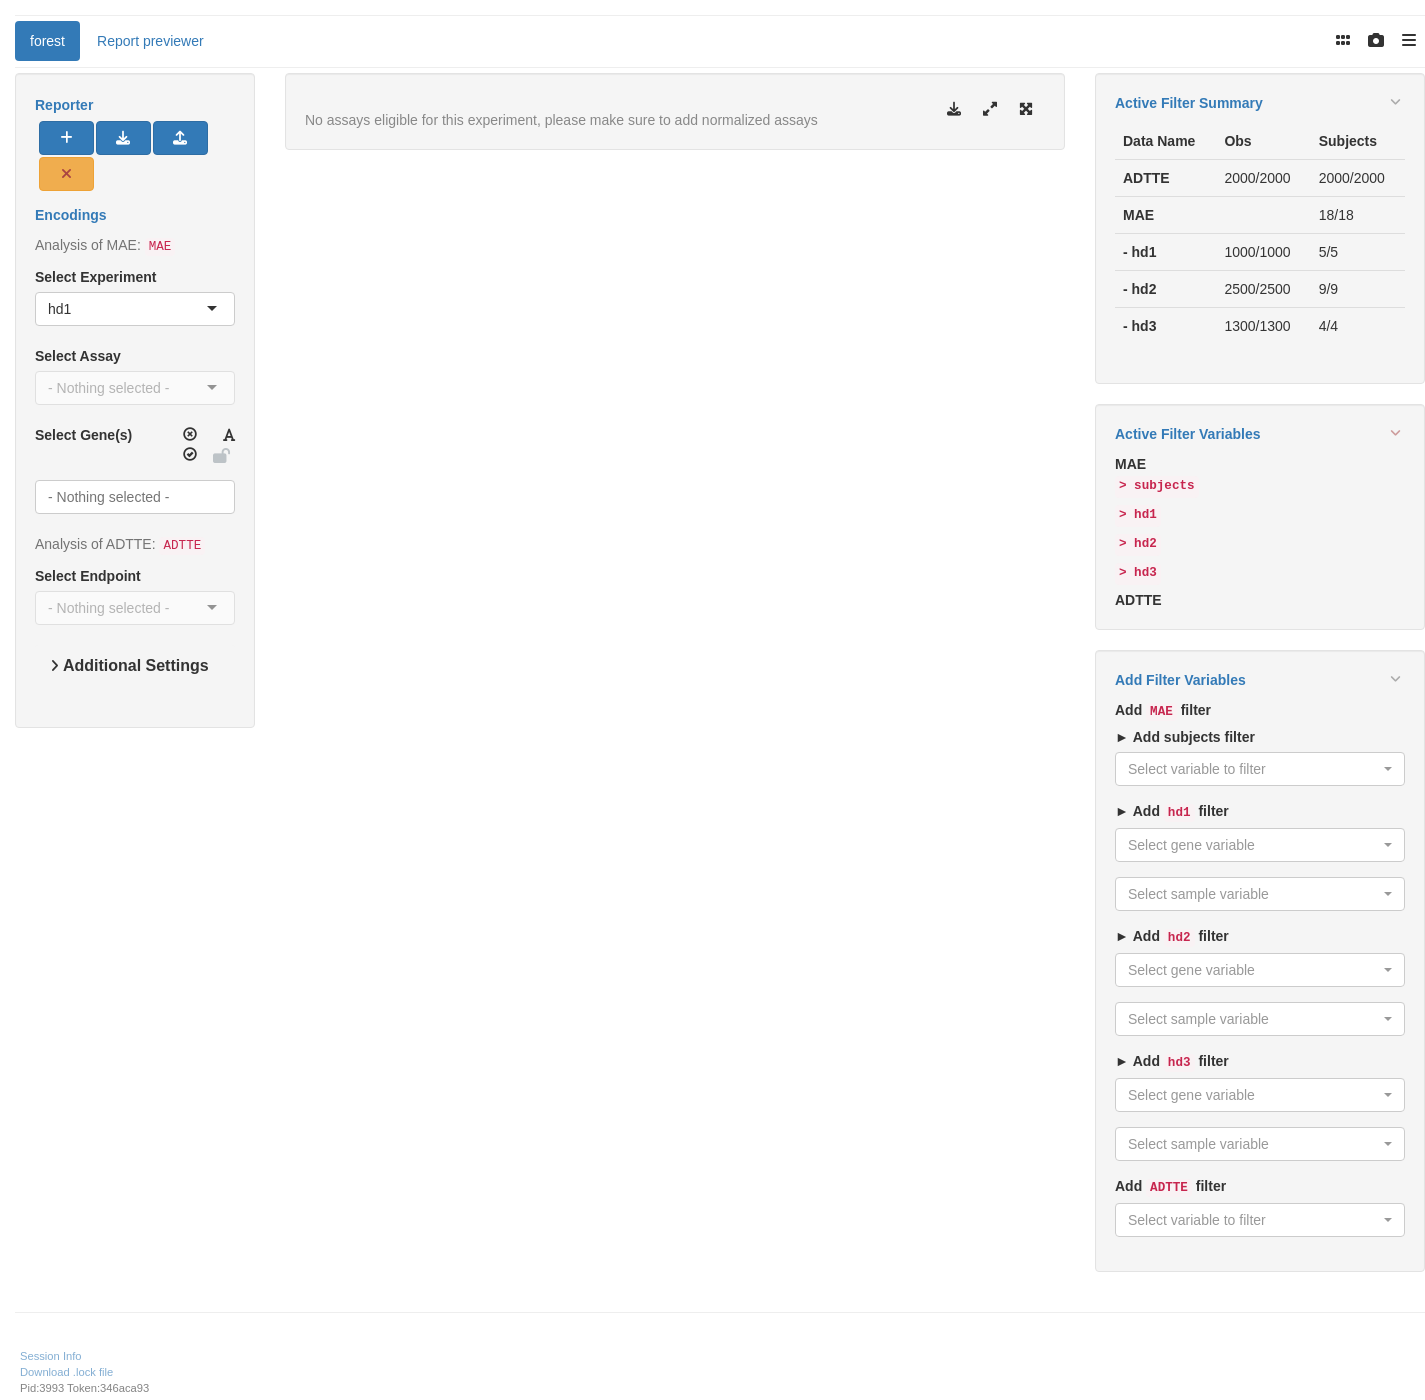 forest
Report previewer
Reporter
Encodings
Analysis of MAE: MAE
Select Experiment
hd1
Select Assay
- Nothing selected -
Select Gene(s)
- Nothing selected -
Analysis of ADTTE: ADTTE
Select Endpoint
- Nothing selected -
Additional Settings
No assays eligible for this experiment, please make sure to add normalized assays
Active Filter Summary
Data Name Obs Subjects
ADTTE 2000/2000 2000/2000
MAE 18/18
- hd1 1000/1000 5/5
- hd2 2500/2500 9/9
- hd3 1300/1300 4/4
Active Filter Variables
MAE
> subjects
> hd1
> hd2
> hd3
ADTTE
Add Filter Variables
Add MAE filter
► Add subjects filter
Select variable to filter
► Add hd1 filter
Select gene variable
Select sample variable
► Add hd2 filter
Select gene variable
Select sample variable
► Add hd3 filter
Select gene variable
Select sample variable
Add ADTTE filter
Select variable to filter
Session Info
Download .lock file
Pid:3993 Token:346aca93